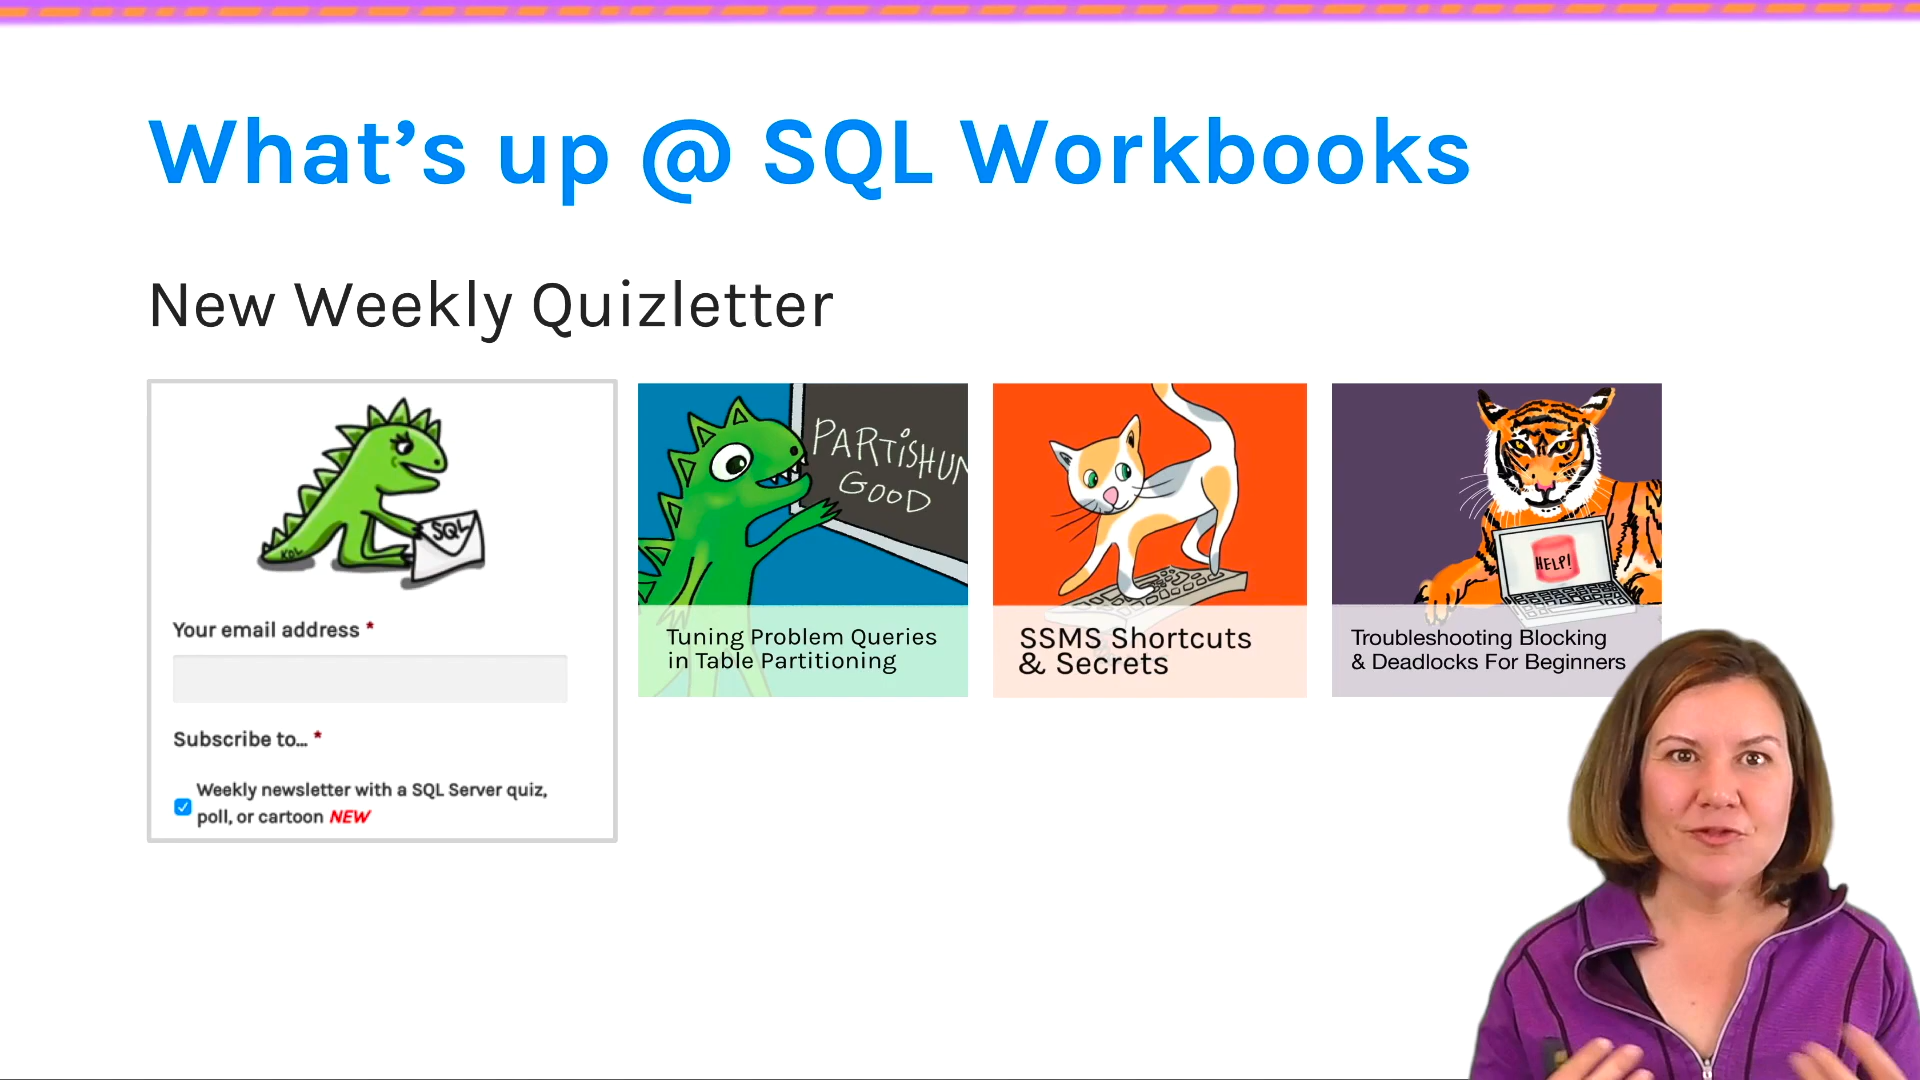 What's up @ SQL Workbooks
New Weekly Quizletter
SQL
KDL
Your email address *
Subscribe to... *
Weekly newsletter with a SQL Server quiz,
poll, or cartoon NEW
PARTiSHUN
GOOD
Tuning Problem Queries
in Table Partitioning
SSMS Shortcuts
& Secrets
HELP!
Troubleshooting Blocking
& Deadlocks For Beginners